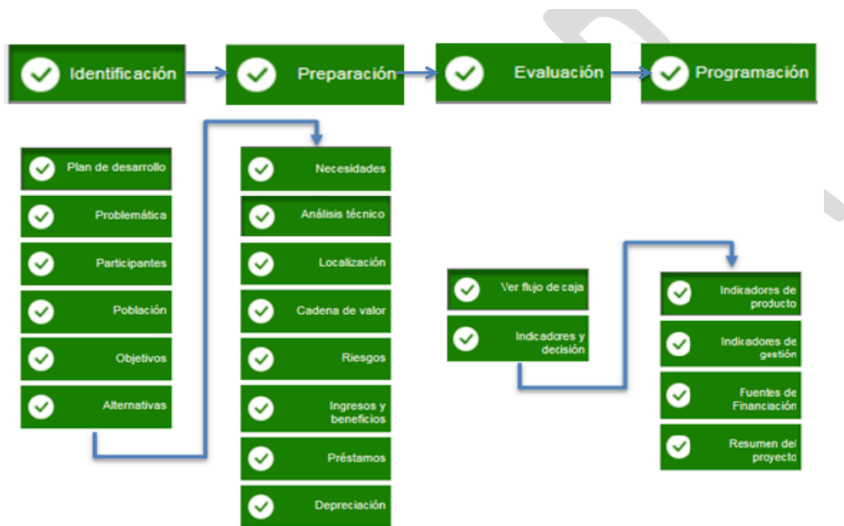 Identificación
Preparación
Evaluación
Programación
Plan de desarrollo
Problemática
Participantes
Población
Objetivos
Alternativas
Necesidades
Análisis técnico
Localización
Cadena de valor
Riesgos
Ingresos y
beneficios
Préstamos
Depreciación
Ver flujo de caja
Indicadores y
decisión
Indicadores de
producto
Indicadores de
gestión
Fuentes de
Financiación
Resumen del
proyecto